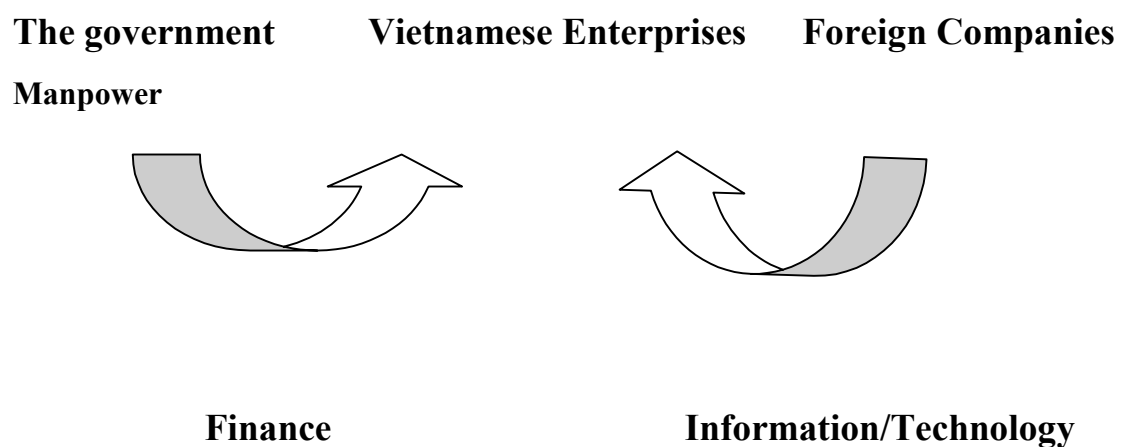 The government Vietnamese Enterprises Foreign Companies
Manpower
Finance Information/Technology